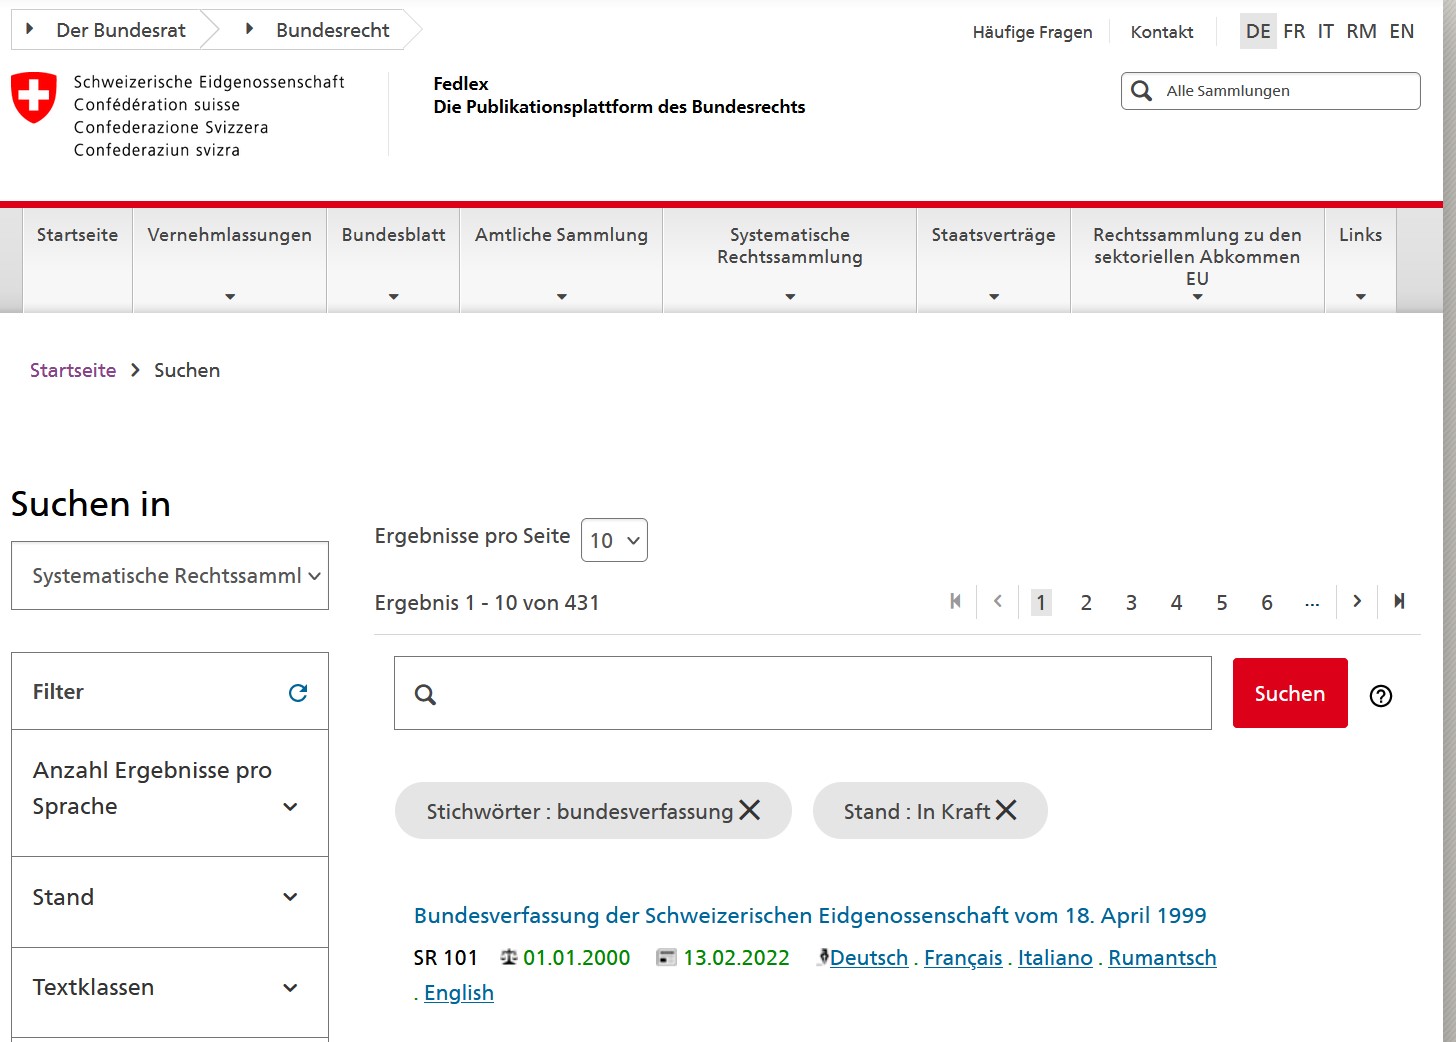 Der Bundesrat
Bundesrecht
Häufige Fragen
Kontakt
DE FR IT RM EN
Schweizerische Eidgenossenschaft
Confédération suisse
Confederazione Svizzera
Confederaziun svizra
Fedlex
Die Publikationsplattform des Bundesrechts
Alle Sammlungen
Startseite
Vernehmlassungen
Bundesblatt
Amtliche Sammlung
Systematische
Rechtssammlung
Staatsverträge
Rechtssammlung zu den
sektoriellen Abkommen
EU
Links
Startseite > Suchen
Suchen in
Systematische Rechtssamml
Ergebnisse pro Seite 10
Ergebnis 1 - 10 von 431
1 2 3 4 5 6 ...
Filter
Suchen
Anzahl Ergebnisse pro
Sprache
Stichwörter : bundesverfassung
Stand : In Kraft
Stand
Bundesverfassung der Schweizerischen Eidgenossenschaft vom 18. April 1999
SR 101 01.01.2000 13.02.2022 Deutsch . Français . Italiano . Rumantsch
. English
Textklassen